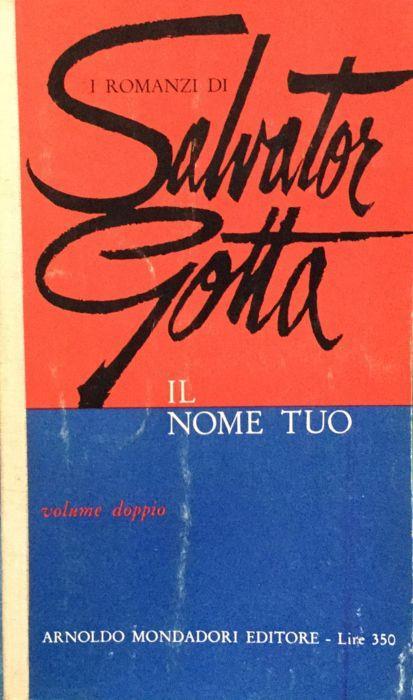 I ROMANZI DI
Salvator
Gotta
IL
NOME TUO
volume doppio
ARNOLDO MONDADORI EDITORE - Lire 350